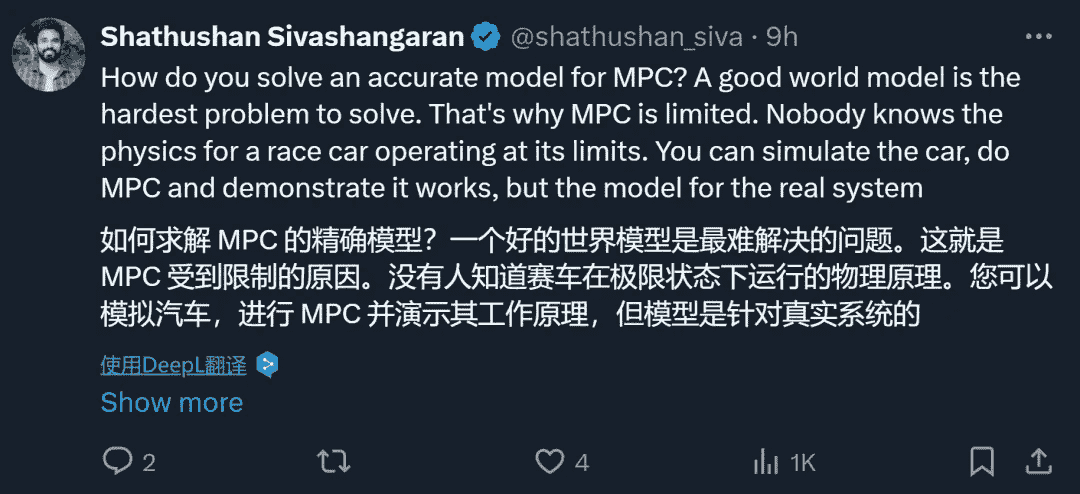 Shathushan Sivashangaran @shathushan_siva · 9h
How do you solve an accurate model for MPC? A good world model is the
hardest problem to solve. That's why MPC is limited. Nobody knows the
physics for a race car operating at its limits. You can simulate the car, do
MPC and demonstrate it works, but the model for the real system
如何求解 MPC 的精确模型？一个好的世界模型是最难解决的问题。这就是
MPC 受到限制的原因。没有人知道赛车在极限状态下运行的物理原理。您可以
模拟汽车，进行 MPC 并演示其工作原理，但模型是针对真实系统的
使用DeepL翻译
Show more
2 4 1K